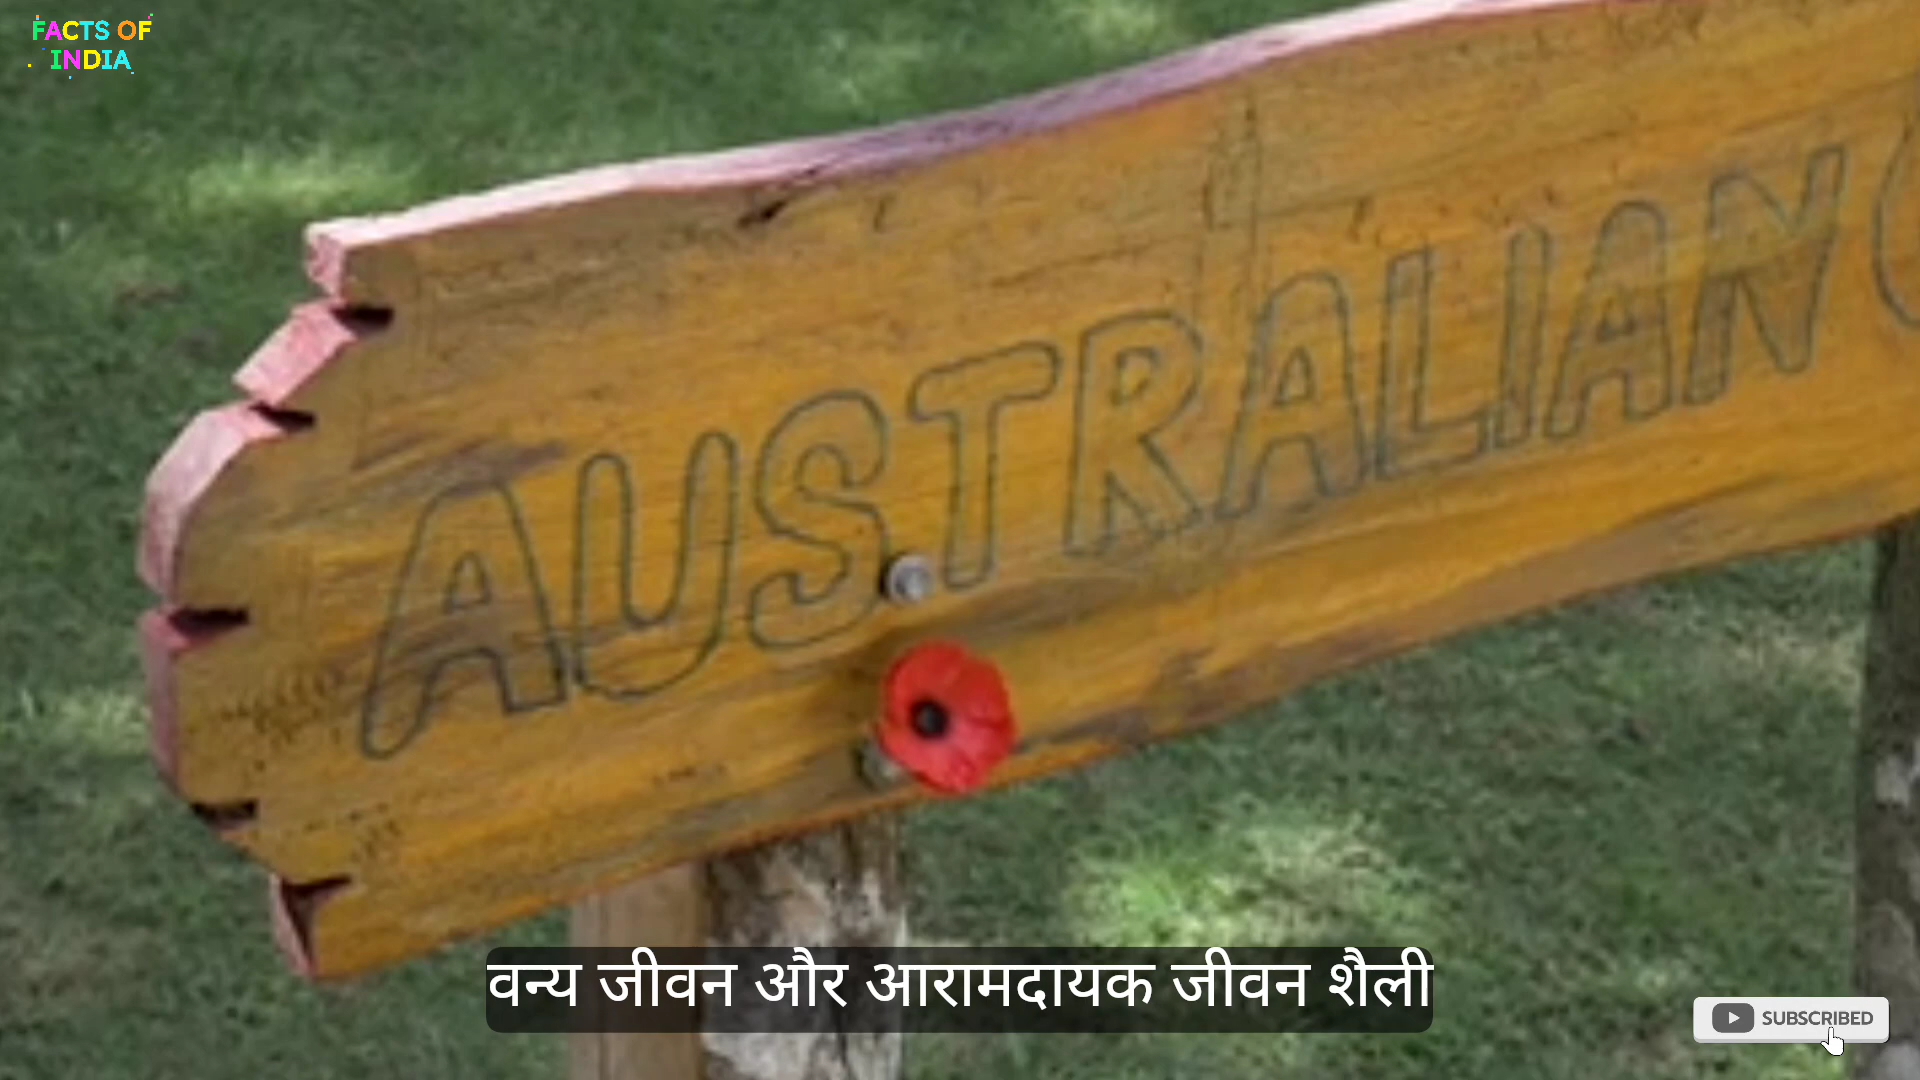 FACTS OF
INDIA
AUSTRALIAN
वन्य जीवन और आरामदायक जीवन शैली
SUBSCRIBED